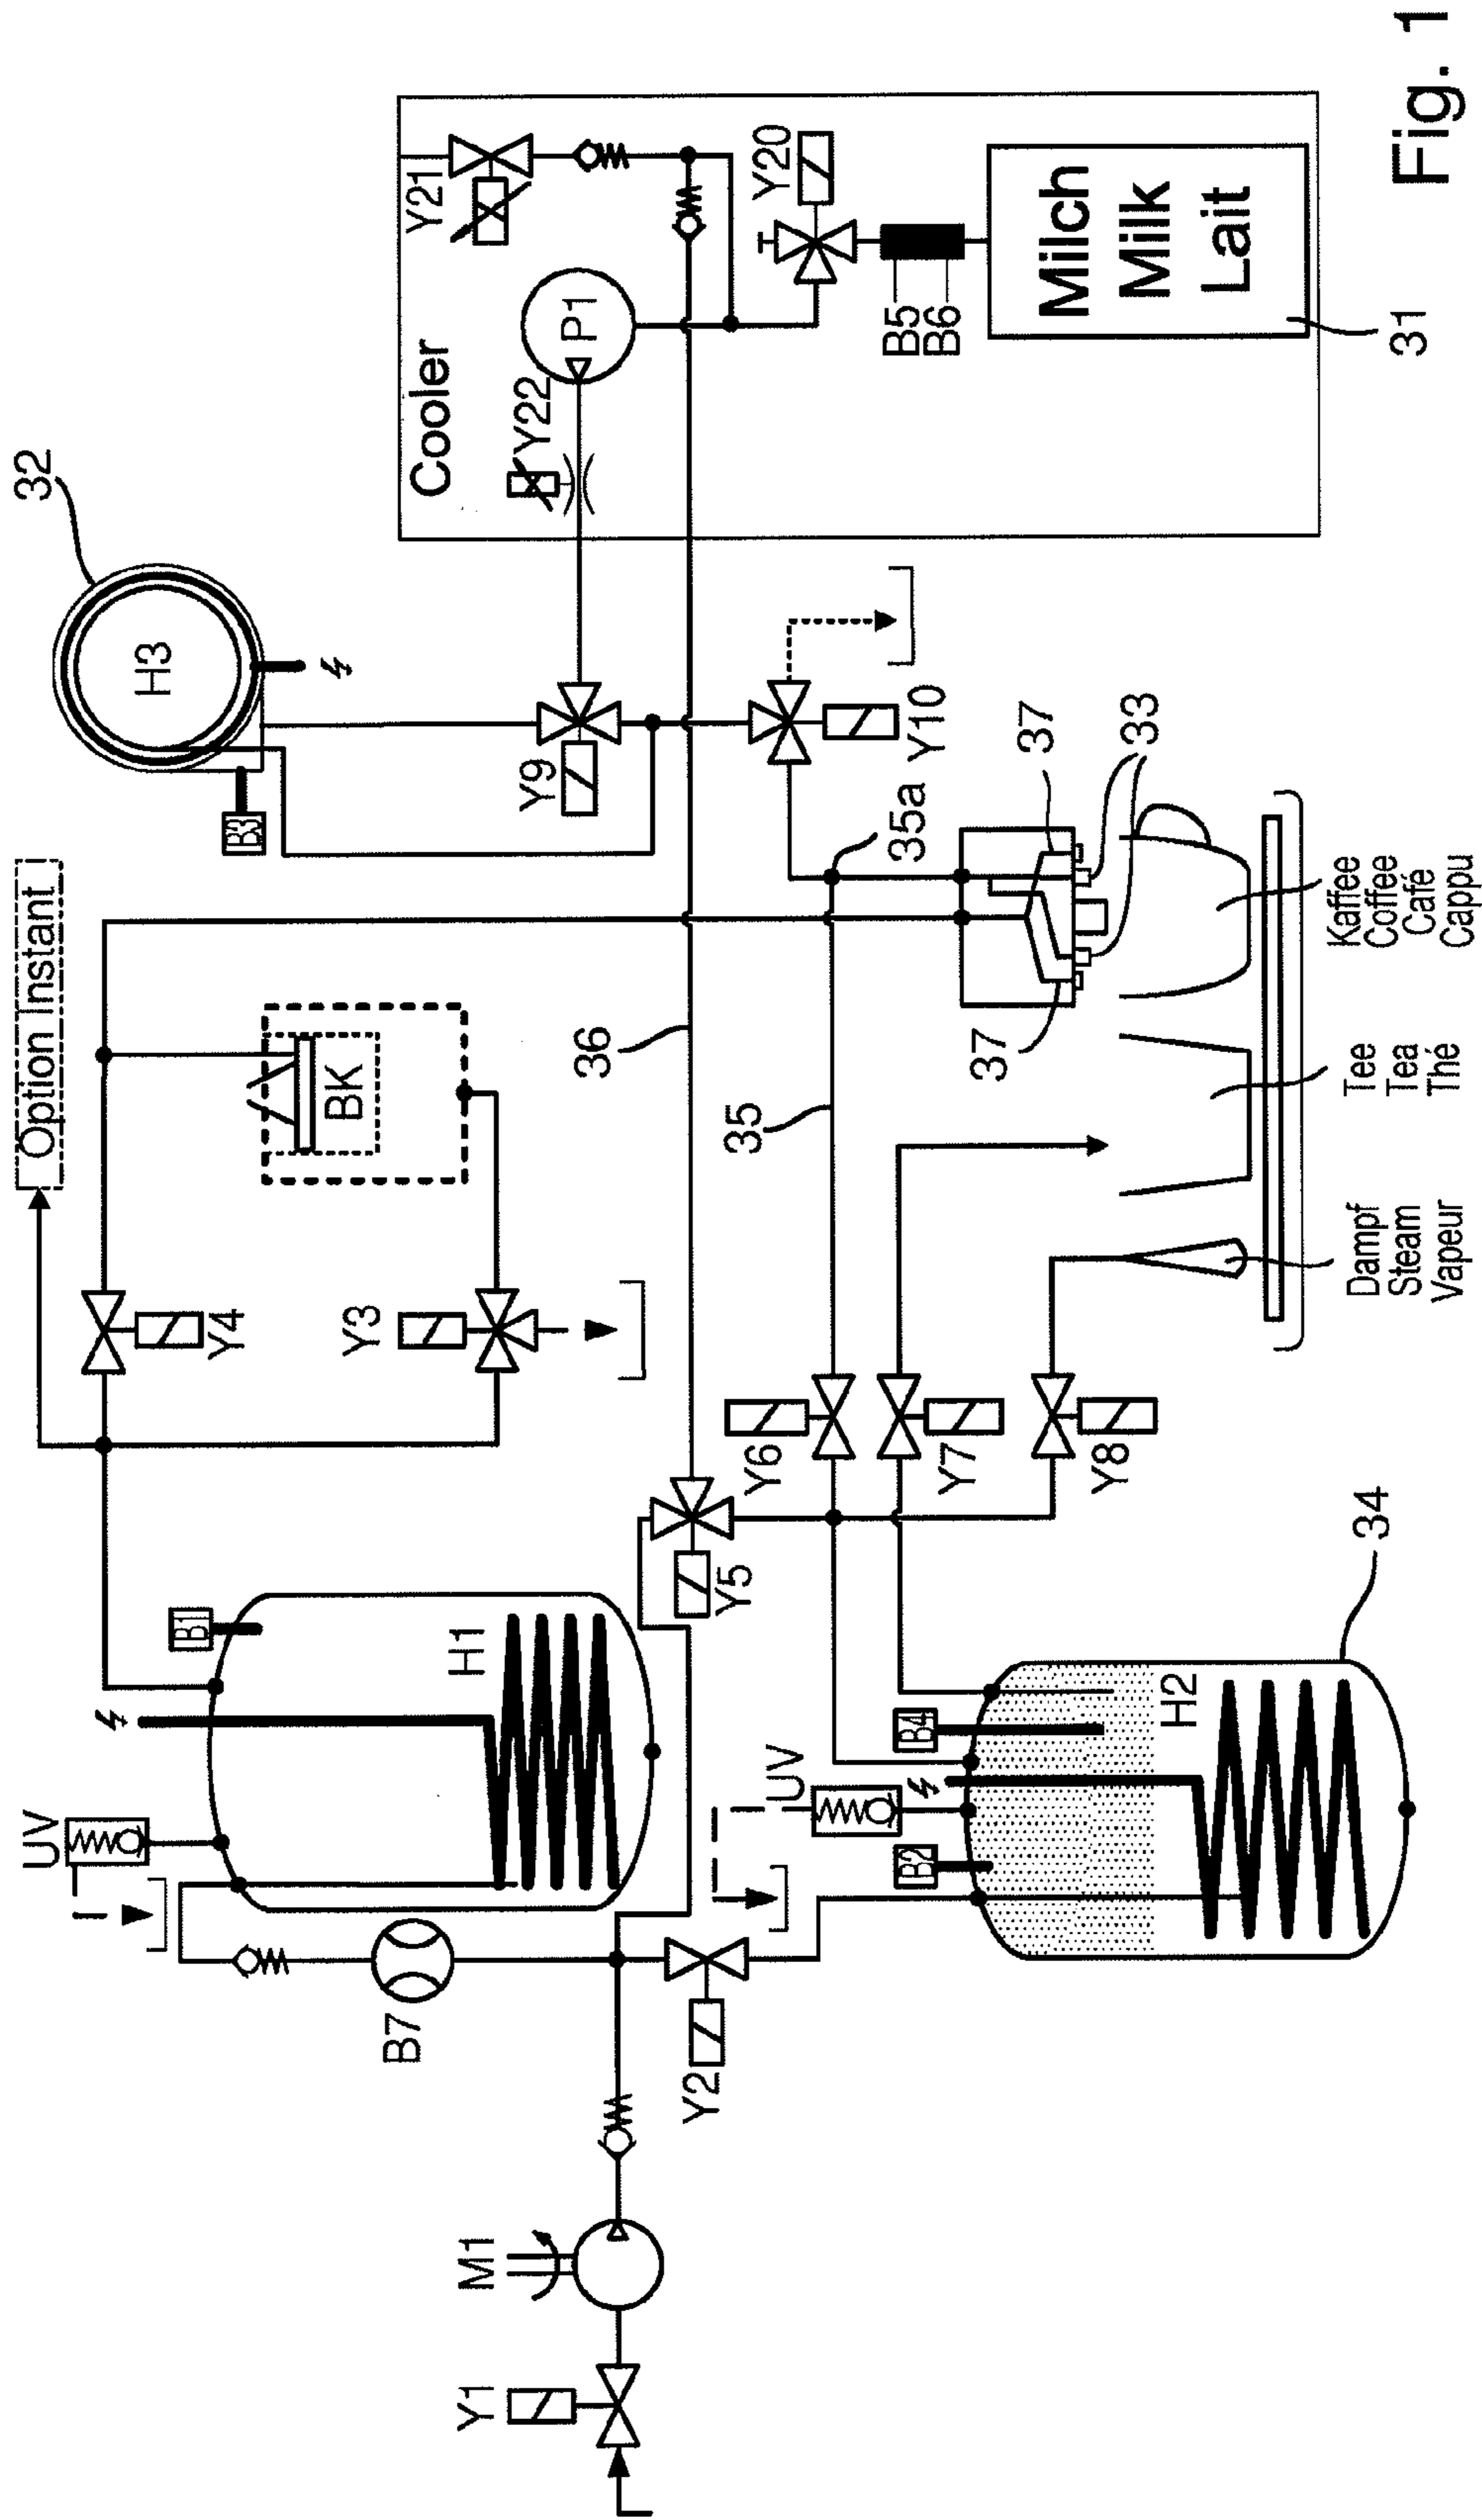 Option Instant
32
H3
B3
Cooler
Y21
P1
Y22
Y20
B5
B6
Milch
Milk
Lait
31
Y9
Y10
Y4
Y3
BK
36
35
35a
37
37
33
Kaffee
Coffee
Café
Cappu
Tee
Tea
Thé
Dampf
Steam
Vapeur
UV
B1
H1
Y5
Y6
Y7
Y8
34
UV
B4
B2
H2
B7
Y2
M1
Y1
Fig. 1